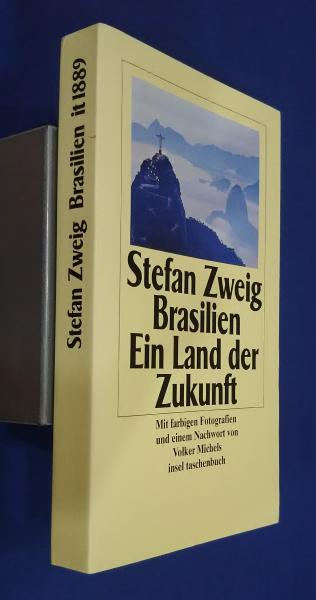 Stefan Zweig Brasilien it 1889
Stefan Zweig
Brasilien
Ein Land der
Zukunft
Mit farbigen Fotografien
und einem Nachwort von
Volker Michels
insel taschenbuch